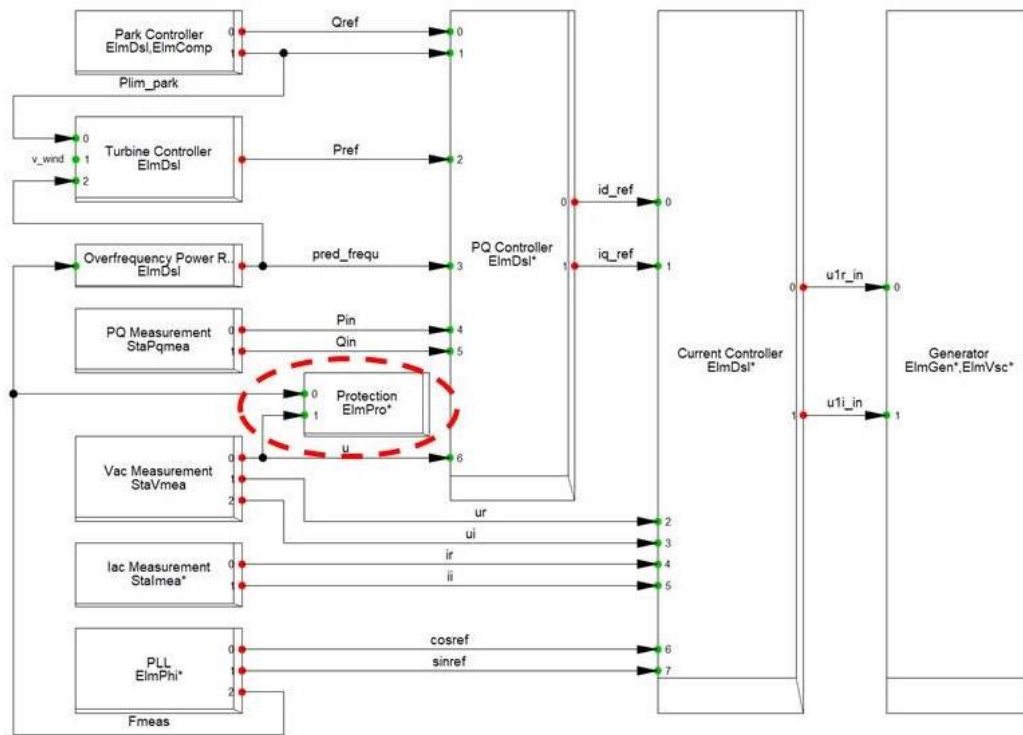 Park Controller
ElmDsl,ElmComp
0
1
Qref
0
1
Plim_park
v_wind
0
1
2
Turbine Controller
ElmDsl
Pref
2
Overfrequency Power R..
ElmDsl
pred_frequ
3
PQ Controller
ElmDsl*
0
1
id_ref
iq_ref
0
1
PQ Measurement
StaPqmea
0
1
Pin
Qin
4
5
Protection
ElmPro*
0
1
Vac Measurement
StaVmea
0
1
2
u
6
ur
ui
2
3
Iac Measurement
StaImea*
0
1
ir
ii
4
5
PLL
ElmPhi*
0
1
2
cosref
sinref
6
7
Fmeas
Current Controller
ElmDsl*
0
1
u1r_in
u1i_in
0
1
Generator
ElmGen*,ElmVsc*